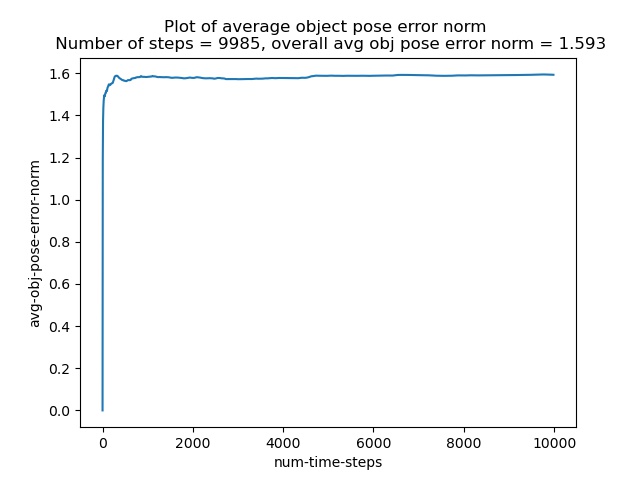 Plot of average object pose error norm
Number of steps = 9985, overall avg obj pose error norm = 1.593
1.6
1.4
1.2
1.0
0.8
0.6
0.4
0.2
0.0
avg-obj-pose-error-norm
0 2000 4000 6000 8000 10000
num-time-steps